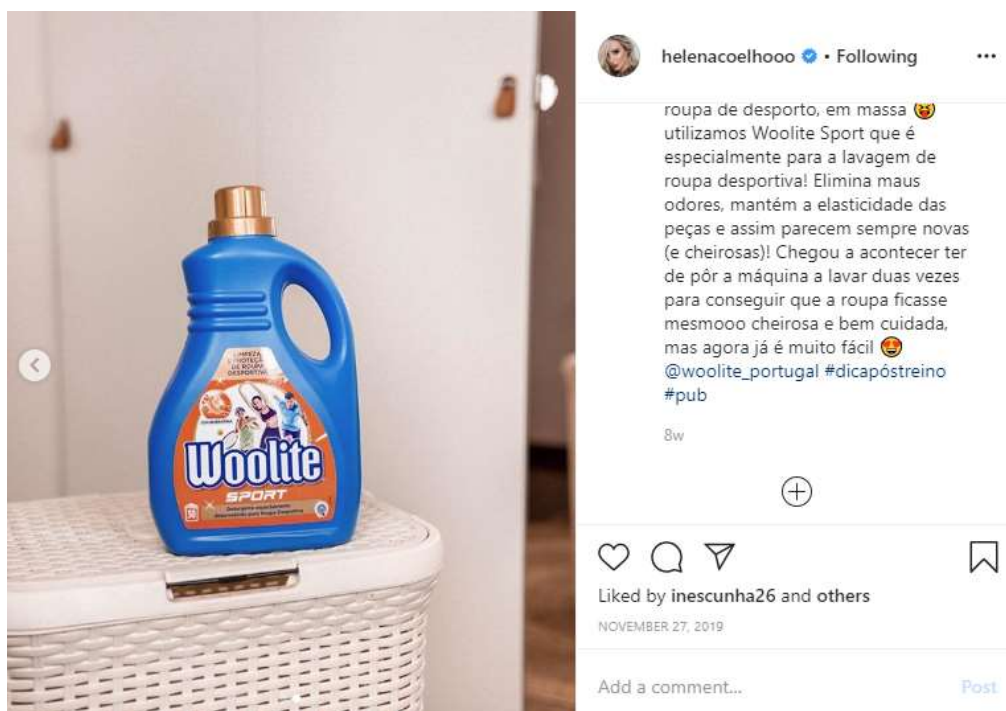 helenacoelhooo • Following
roupa de desporto, em massa
utilizamos Woolite Sport que é
especialmente para a lavagem de
roupa desportiva! Elimina maus
odores, mantém a elasticidade das
peças e assim parecem sempre novas
(e cheirosas)! Chegou a acontecer ter
de pôr a máquina a lavar duas vezes
para conseguir que a roupa ficasse
mesmooo cheirosa e bem cuidada,
mas agora já é muito fácil 
@woolite_portugal #dicapóstreino
#pub
8w
Liked by inescunha26 and others
NOVEMBER 27, 2019
Add a comment...
Post
LIMPEZA
E PROTEÇÃO
DE ROUPA
DESPORTIVA
Woolite
SPORT
30